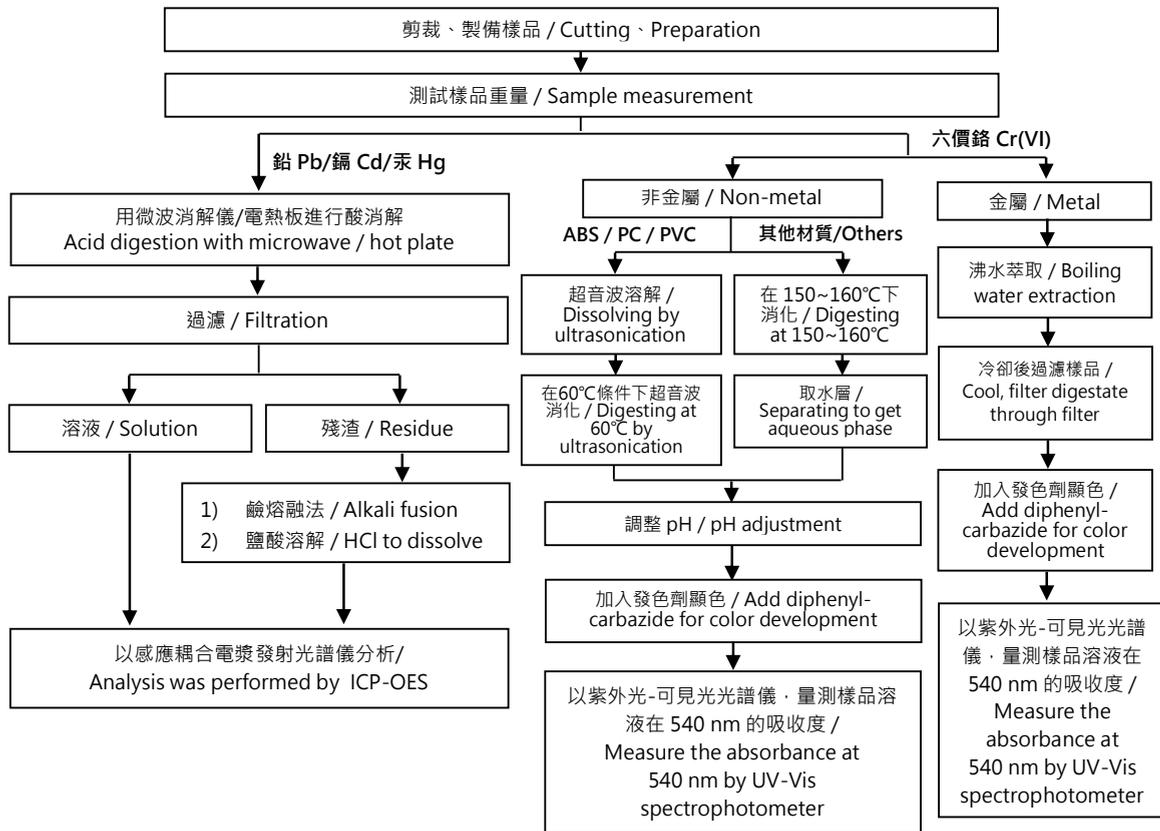 剪裁、製備樣品 / Cutting、Preparation
測試樣品重量 / Sample measurement
鉛 Pb/鎘 Cd/汞 Hg
六價鉻 Cr(VI)
用微波消解儀/電熱板進行酸消解
Acid digestion with microwave / hot plate
過濾 / Filtration
溶液 / Solution
殘渣 / Residue
1) 鹼熔融法 / Alkali fusion
2) 鹽酸溶解 / HCl to dissolve
以感應耦合電漿發射光譜儀分析/
Analysis was performed by ICP-OES
非金屬 / Non-metal
ABS / PC / PVC
其他材質/Others
超音波溶解 /
Dissolving by
ultrasonication
在60℃條件下超音波
消化 / Digesting at
60℃ by
ultrasonication
在 150~160℃下
消化 / Digesting
at 150~160℃
取水層 /
Separating to get
aqueous phase
調整 pH / pH adjustment
加入發色劑顯色 / Add diphenyl-
carbazide for color development
以紫外光-可見光光譜儀，量測樣品溶
液在 540 nm 的吸收度 /
Measure the absorbance at
540 nm by UV-Vis
spectrophotometer
金屬 / Metal
沸水萃取 / Boiling
water extraction
冷卻後過濾樣品 /
Cool, filter digestate
through filter
加入發色劑顯色 /
Add diphenyl-
carbazide for color
development
以紫外光-可見光光譜
儀，量測樣品溶液在
540 nm 的吸收度 /
Measure the
absorbance at
540 nm by UV-Vis
spectrophotometer